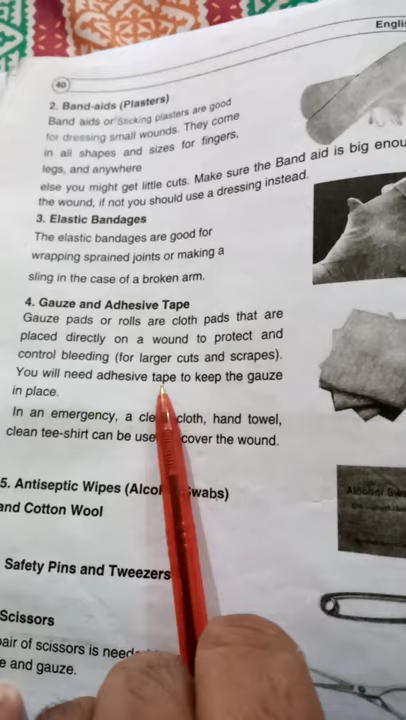 Engli
40
2. Band-aids (Plasters)
Band aids or Sticking plasters are good
for dressing small wounds. They come
in all shapes and sizes for fingers,
legs, and anywhere
else you might get little cuts. Make sure the Band aid is big enou
the wound, if not you should use a dressing instead.
3. Elastic Bandages
The elastic bandages are good for
wrapping sprained joints or making a
sling in the case of a broken arm.
4. Gauze and Adhesive Tape
Gauze pads or rolls are cloth pads that are
placed directly on a wound to protect and
control bleeding (for larger cuts and scrapes).
You will need adhesive tape to keep the gauze
in place.
In an emergency, a cle cloth, hand towel,
clean tee-shirt can be use cover the wound.
5. Antiseptic Wipes (Alcoh Swabs)
and Cotton Wool
Alcohol Swa
Safety Pins and Tweezers
Scissors
pair of scissors is need
e and gauze.